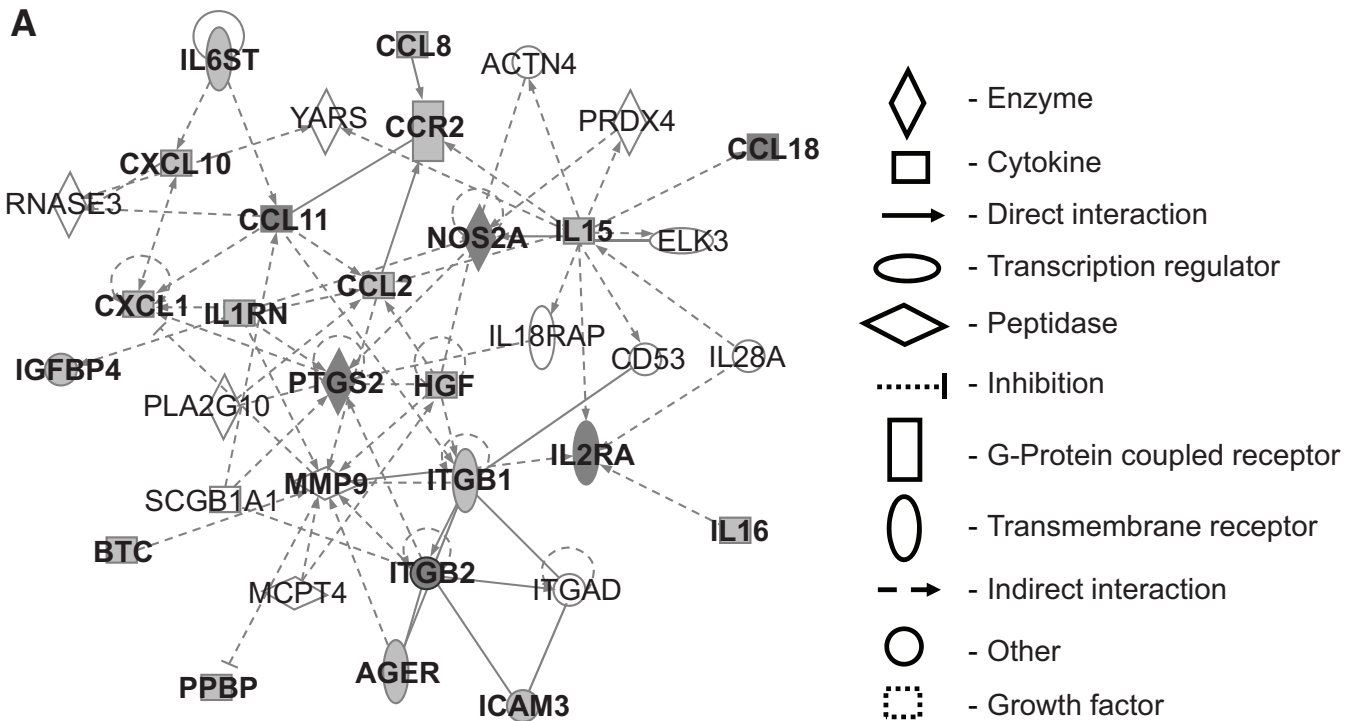 A
IL6ST
CCL8
ACTN4
YARS
CCR2
PRDX4
CCL18
CXCL10
RNASE3
CCL11
NOS2A
IL15
ELK3
CXCL1
IL1RN
CCL2
IL18RAP
CD53
IL28A
IGFBP4
PTGS2
HGF
PLA2G10
IL2RA
MMP9
ITGB1
SCGB1A1
IL16
BTC
ITGB2
MCPT4
ITGAD
AGER
PPBP
ICAM3
- Enzyme
- Cytokine
- Direct interaction
- Transcription regulator
- Peptidase
- Inhibition
- G-Protein coupled receptor
- Transmembrane receptor
- Indirect interaction
- Other
- Growth factor